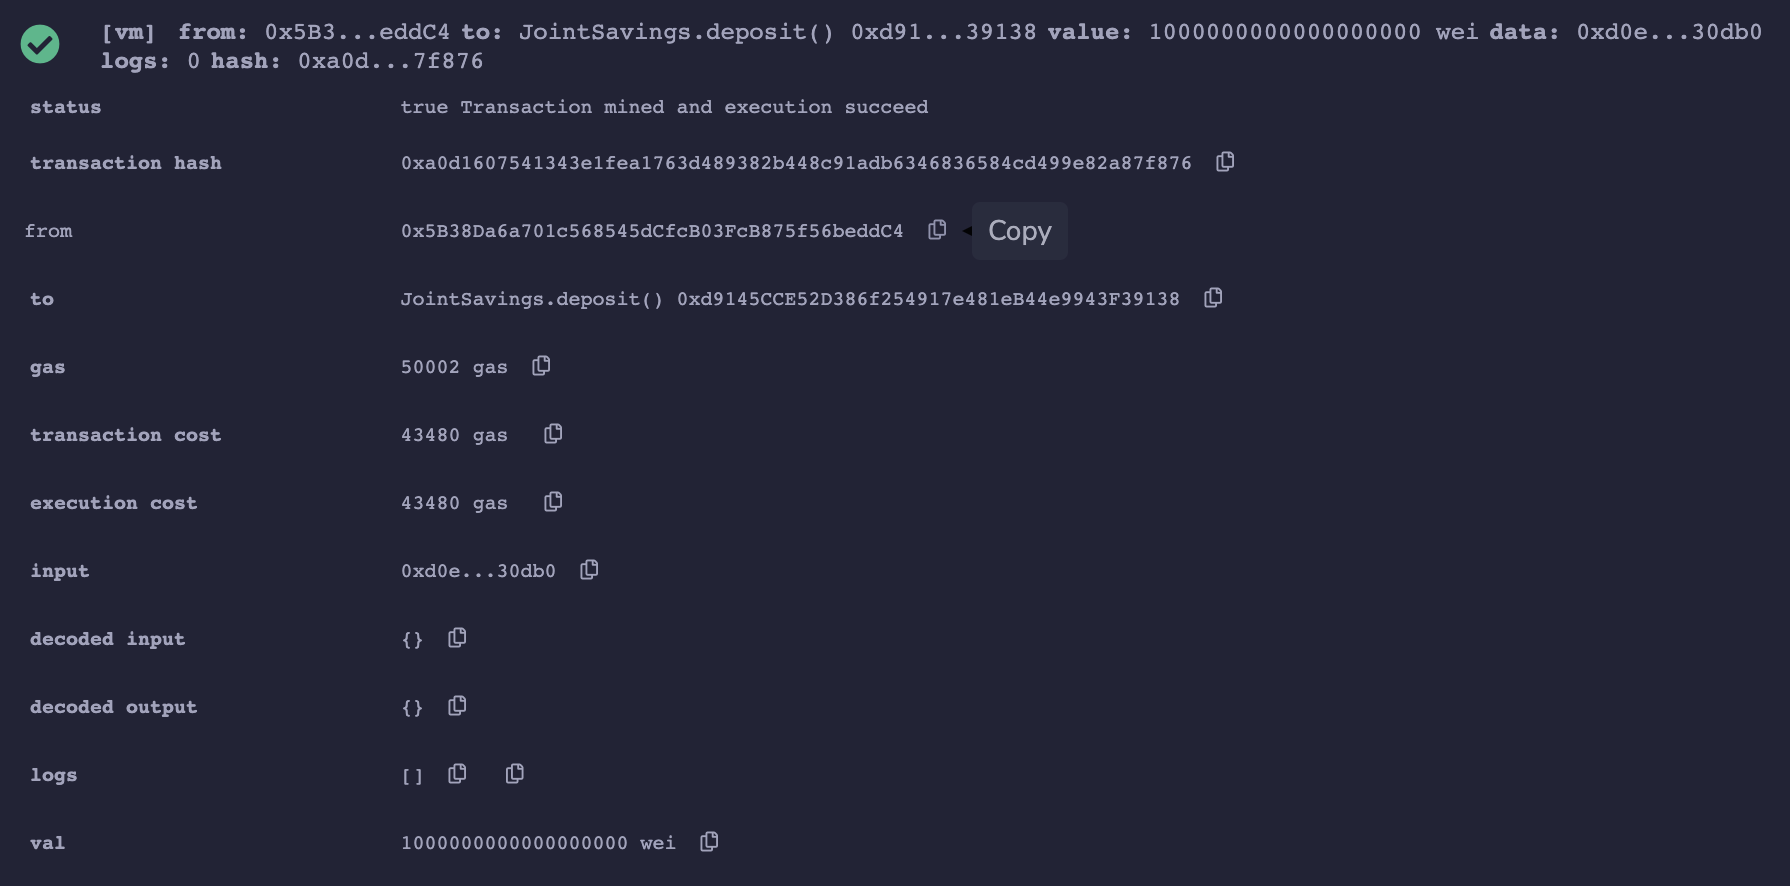 [vm] from: 0x5B3...eddC4 to: JointSavings.deposit() 0xd91...39138 value: 1000000000000000000 wei data: 0xd0e...30db0
logs: 0 hash: 0xa0d...7f876
status true Transaction mined and execution succeed
transaction hash 0xa0d1607541343e1fea1763d489382b448c91adb6346836584cd499e82a87f876
from 0x5B38Da6a701c568545dCfcB03FcB875f56beddC4 Copy
to JointSavings.deposit() 0xd9145CCE52D386f254917e481eB44e9943F39138
gas 50002 gas
transaction cost 43480 gas
execution cost 43480 gas
input 0xd0e...30db0
decoded input {}
decoded output {}
logs []
val 1000000000000000000 wei